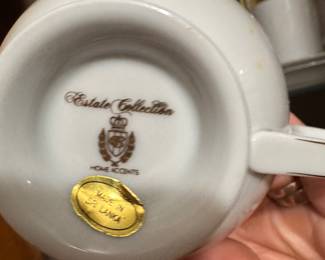 Estate Collection
HOME ACCENTS
MADE IN
SRI LANKA